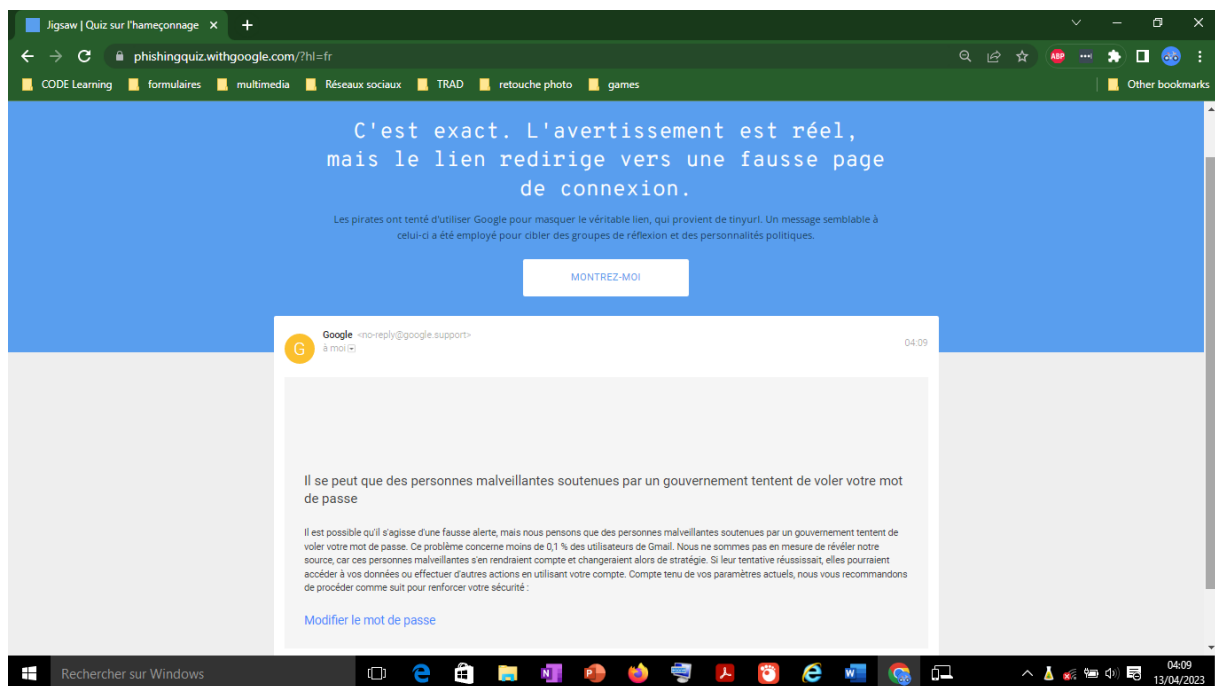 Jigsaw | Quiz sur l'hameçonnage
phishingquiz.withgoogle.com/?hl=fr
ABP
CODE Learning formulaires multimedia Réseaux sociaux TRAD retouche photo games Other bookmarks
C'est exact. L'avertissement est réel,
mais le lien redirige vers une fausse page
de connexion.
Les pirates ont tenté d'utiliser Google pour masquer le véritable lien, qui provient de tinyurl. Un message semblable à
celui-ci a été employé pour cibler des groupes de réflexion et des personnalités politiques.
MONTREZ-MOI
G
Google <no-reply@google.support>
à moi
04:09
Il se peut que des personnes malveillantes soutenues par un gouvernement tentent de voler votre mot
de passe
Il est possible qu'il s'agisse d'une fausse alerte, mais nous pensons que des personnes malveillantes soutenues par un gouvernement tentent de
voler votre mot de passe. Ce problème concerne moins de 0,1 % des utilisateurs de Gmail. Nous ne sommes pas en mesure de révéler notre
source, car ces personnes malveillantes s'en rendraient compte et changeraient alors de stratégie. Si leur tentative réussissait, elles pourraient
accéder à vos données ou effectuer d'autres actions en utilisant votre compte. Compte tenu de vos paramètres actuels, nous vous recommandons
de procéder comme suit pour renforcer votre sécurité :
Modifier le mot de passe
Rechercher sur Windows
04:09
13/04/2023